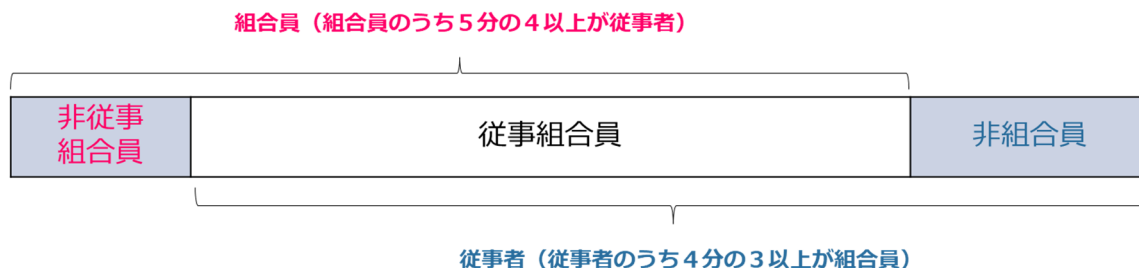 組合員（組合員のうち５分の４以上が従事者）
非従事
組合員
従事組合員
非組合員
従事者（従事者のうち４分の３以上が組合員）